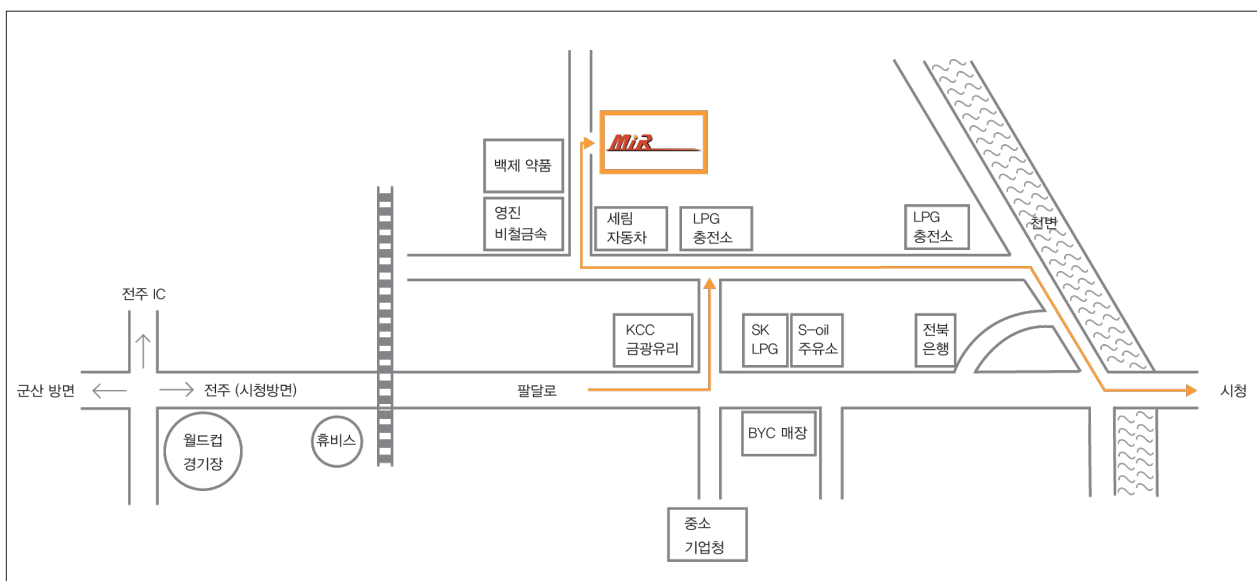 MiR
백제 약품
영진
비철금속
세림
자동차
LPG
충전소
LPG
충전소
천변
전주 IC
KCC
금광유리
SK
LPG
S-oil
주유소
전북
은행
군산 방면
전주 (시청방면)
팔달로
시청
월드컵
경기장
휴비스
BYC 매장
중소
기업청